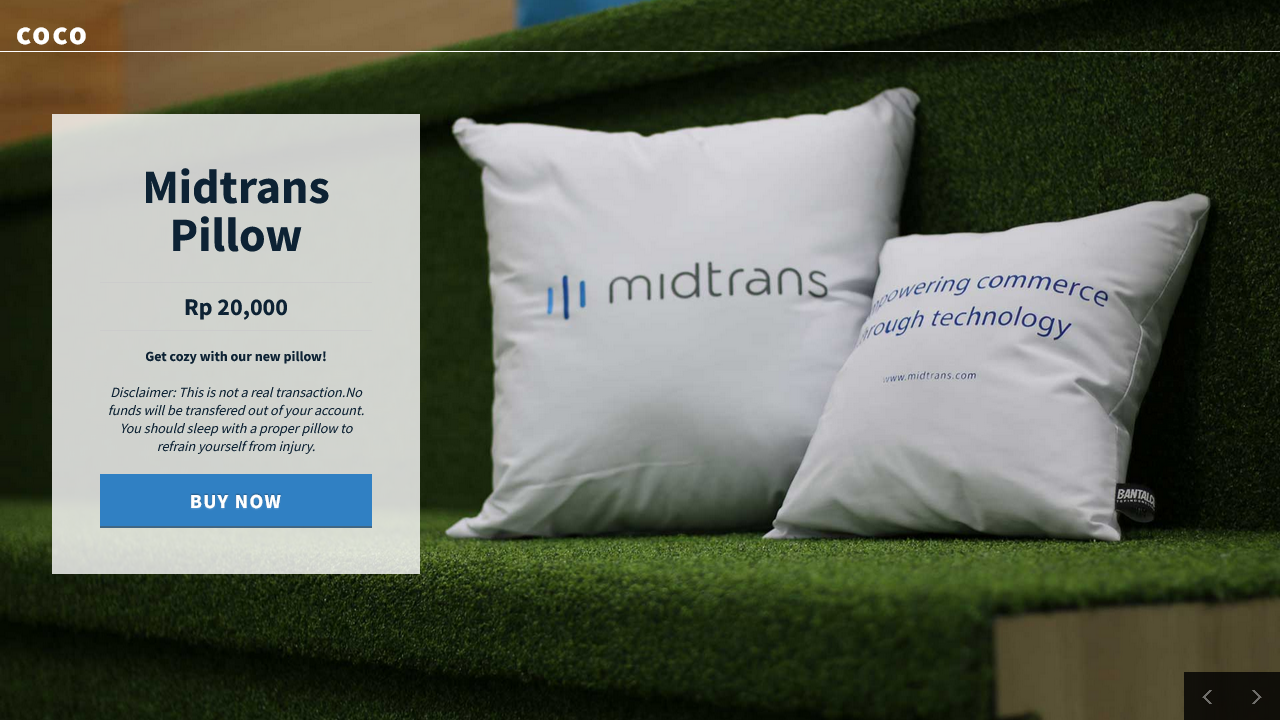 coco
Midtrans
Pillow
Rp 20,000
Get cozy with our new pillow!
Disclaimer: This is not a real transaction.No
funds will be transfered out of your account.
You should sleep with a proper pillow to
refrain yourself from injury.
BUY NOW
midtrans
commerce
technology
www.midtrans.com